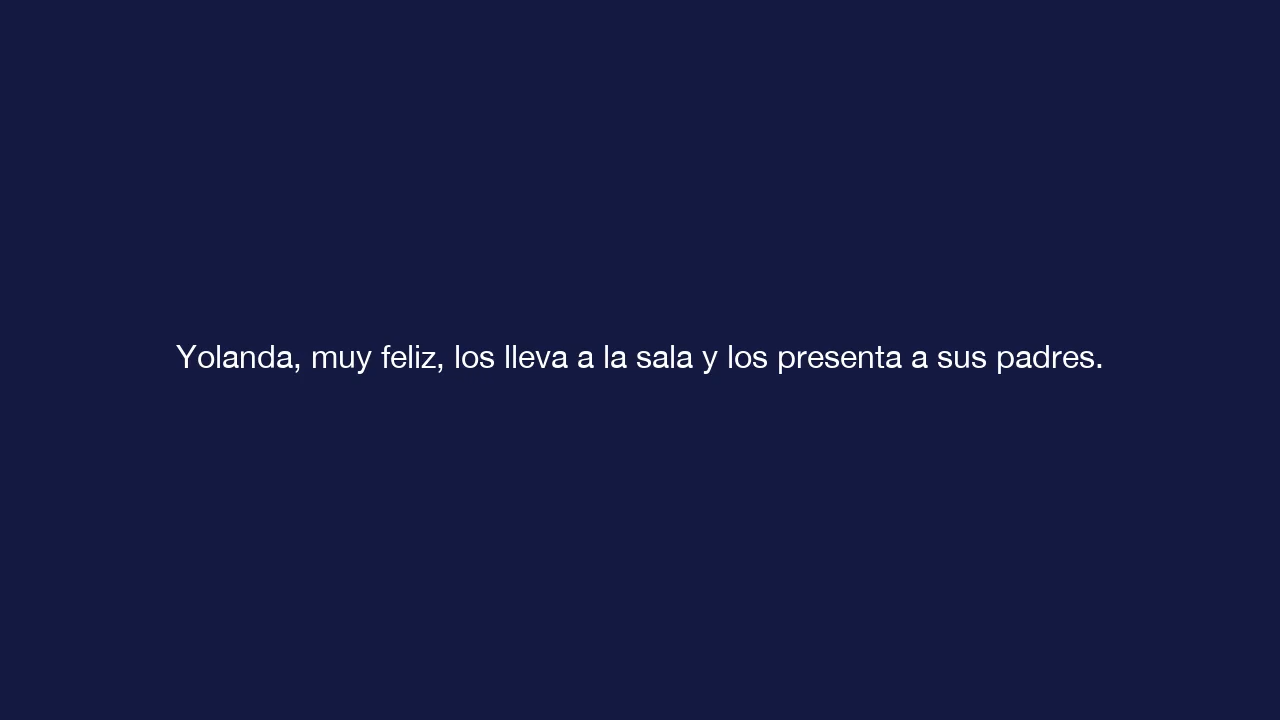 Yolanda, muy feliz, los lleva a la sala y los presenta a sus padres.